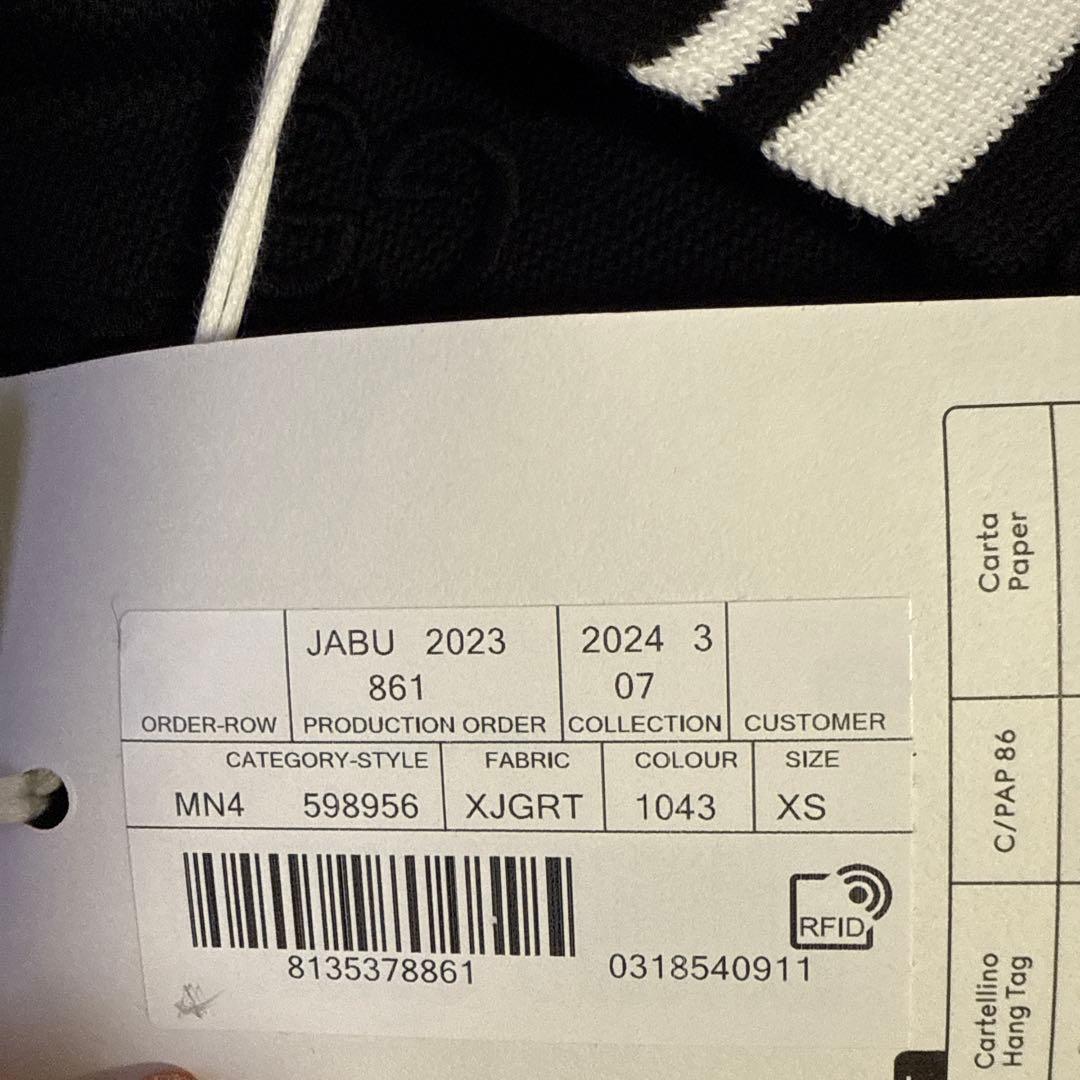 JABU 2023
861
PRODUCTION ORDER
2024 3
07
COLLECTION
ORDER-ROW
CUSTOMER
CATEGORY-STYLE
MN4 598956
FABRIC
XJGRT
COLOUR
1043
SIZE
XS
8135378861
RFID
0318540911
Carta
Paper
C/PAP 86
Cartellino
Hang Tag